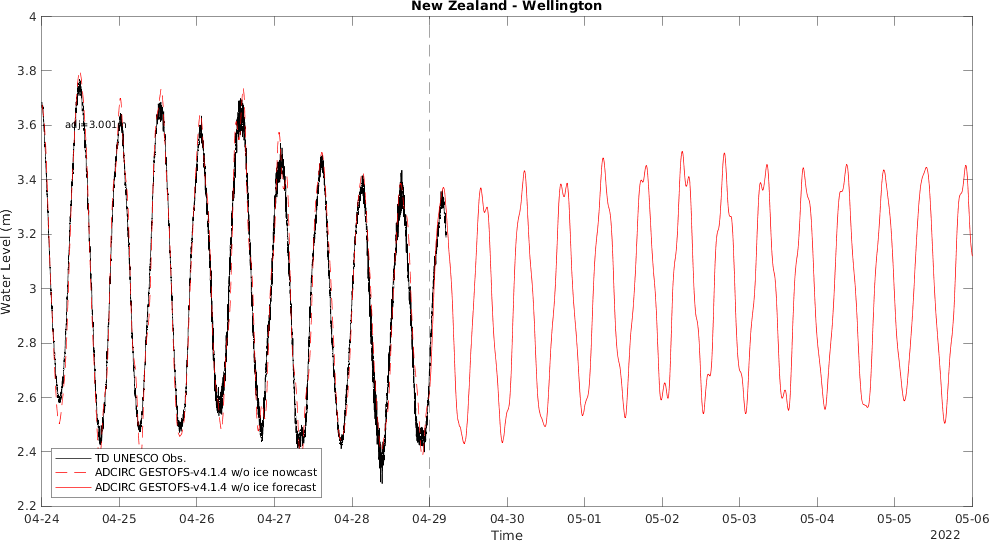 New Zealand - Wellington
4
3.8
3.6
3.4
3.2
3
2.8
2.6
2.4
2.2
Water Level (m)
adj=3.001m
TD UNESCO Obs.
ADCIRC GESTOFS-v4.1.4 w/o ice nowcast
ADCIRC GESTOFS-v4.1.4 w/o ice forecast
04-24 04-25 04-26 04-27 04-28 04-29 04-30 05-01 05-02 05-03 05-04 05-05 05-06
Time
2022